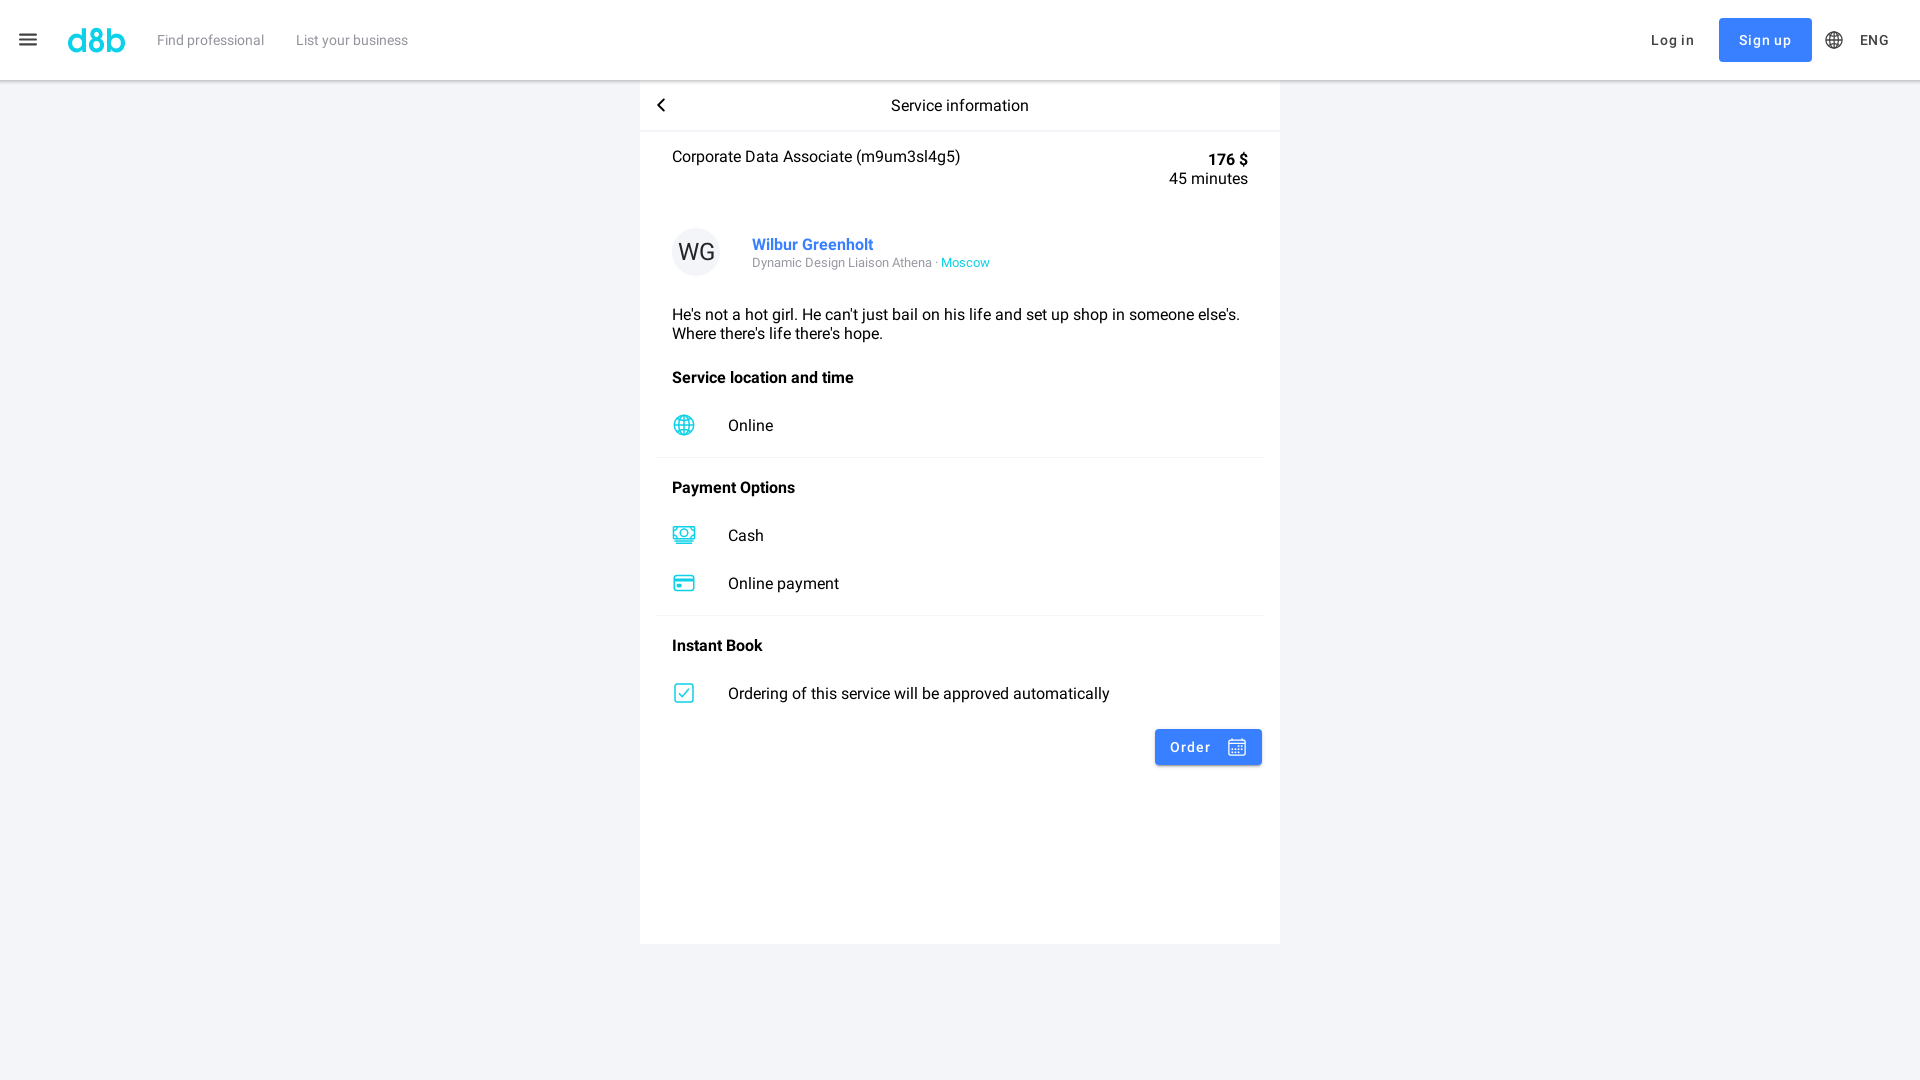 d8b
Find professional
List your business
Log in
Sign up
ENG
Service information
Corporate Data Associate (m9um3sl4g5)
176 $
45 minutes
WG
Wilbur Greenholt
Dynamic Design Liaison Athena · Moscow
He's not a hot girl. He can't just bail on his life and set up shop in someone else's.
Where there's life there's hope.
Service location and time
Online
Payment Options
Cash
Online payment
Instant Book
Ordering of this service will be approved automatically
Order